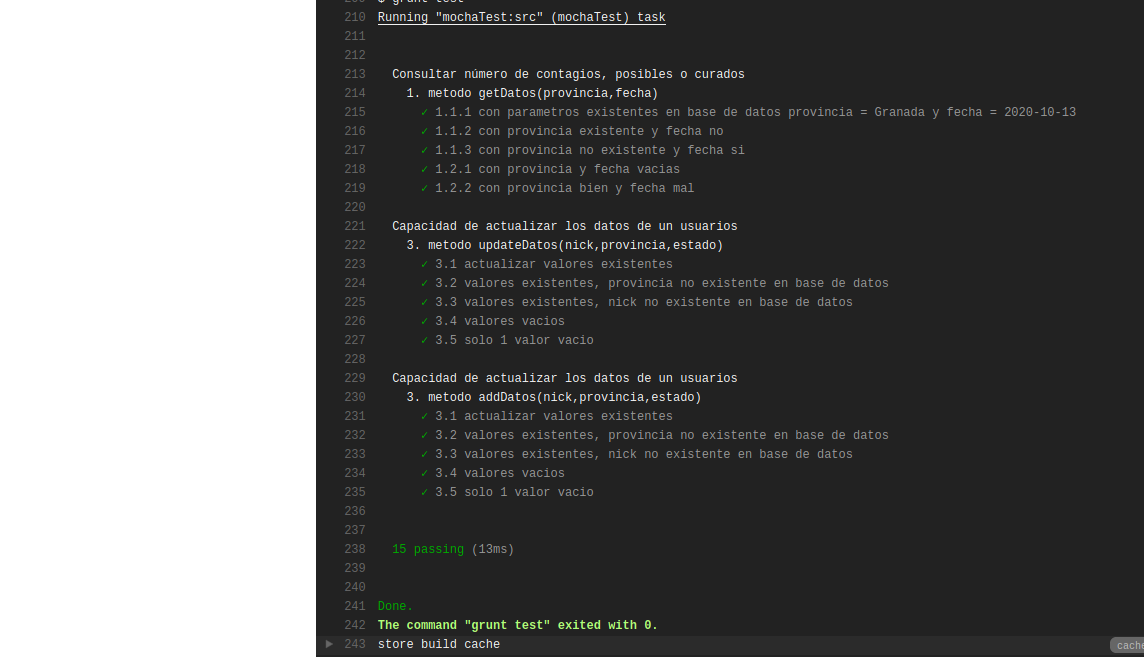 209 $ grunt test
210 Running "mochaTest:src" (mochaTest) task
211
212
213 Consultar número de contagios, posibles o curados
214 1. metodo getDatos(provincia,fecha)
215 ✓ 1.1.1 con parametros existentes en base de datos provincia = Granada y fecha = 2020-10-13
216 ✓ 1.1.2 con provincia existente y fecha no
217 ✓ 1.1.3 con provincia no existente y fecha si
218 ✓ 1.2.1 con provincia y fecha vacias
219 ✓ 1.2.2 con provincia bien y fecha mal
220
221 Capacidad de actualizar los datos de un usuarios
222 3. metodo updateDatos(nick,provincia,estado)
223 ✓ 3.1 actualizar valores existentes
224 ✓ 3.2 valores existentes, provincia no existente en base de datos
225 ✓ 3.3 valores existentes, nick no existente en base de datos
226 ✓ 3.4 valores vacios
227 ✓ 3.5 solo 1 valor vacio
228
229 Capacidad de actualizar los datos de un usuarios
230 3. metodo addDatos(nick,provincia,estado)
231 ✓ 3.1 actualizar valores existentes
232 ✓ 3.2 valores existentes, provincia no existente en base de datos
233 ✓ 3.3 valores existentes, nick no existente en base de datos
234 ✓ 3.4 valores vacios
235 ✓ 3.5 solo 1 valor vacio
236
237
238 15 passing (13ms)
239
240
241 Done.
242 The command "grunt test" exited with 0.
243 store build cache cache